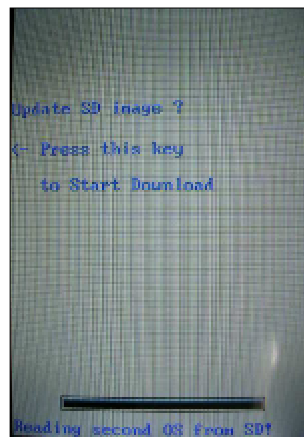 Update SD image ?
<- Press this key
to Start Download
Reading second OS from SD!